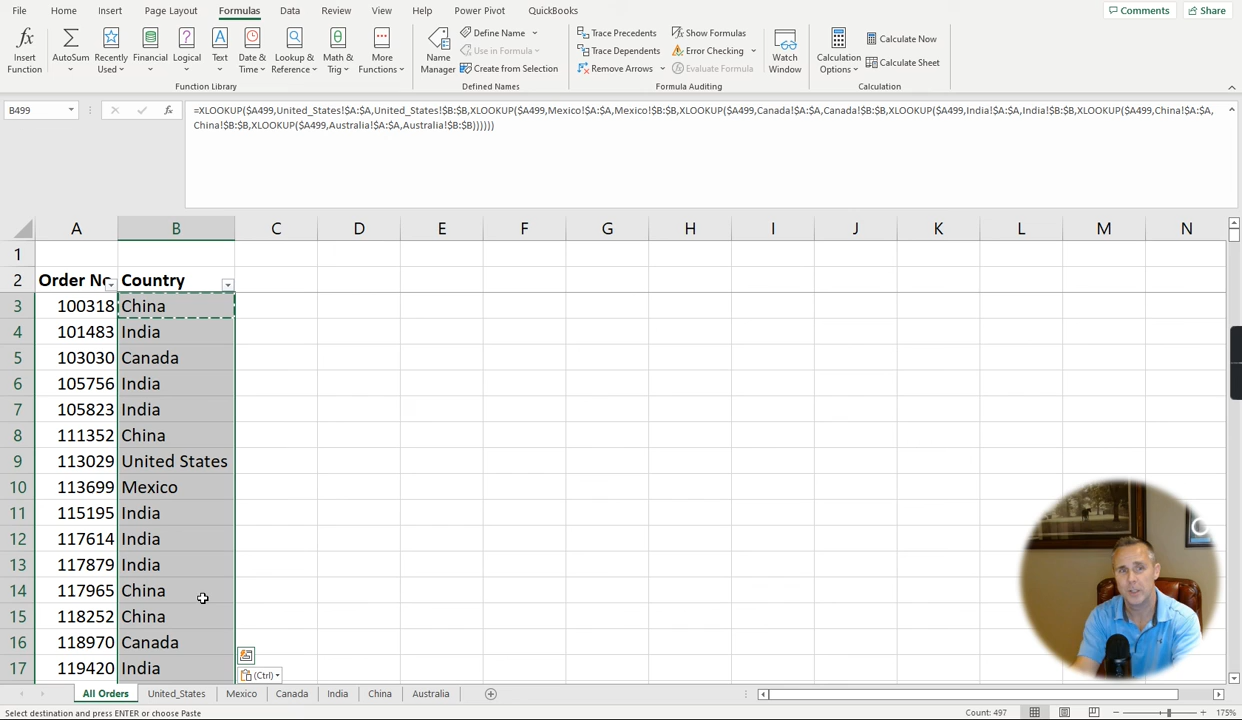 File Home Insert Page Layout Formulas Data Review View Help Power Pivot QuickBooks Comments Share
Insert Function
AutoSum
Recently Used
Financial
Logical
Text
Date & Time
Lookup & Reference
Math & Trig
More Functions
Function Library
Name Manager
Define Name
Use in Formula
Create from Selection
Defined Names
Trace Precedents
Trace Dependents
Remove Arrows
Show Formulas
Error Checking
Evaluate Formula
Formula Auditing
Watch Window
Calculation Options
Calculate Now
Calculate Sheet
Calculation
B499 fx
=XLOOKUP($A499,United_States!$A:$A,United_States!$B:$B,XLOOKUP($A499,Mexico!$A:$A,Mexico!$B:$B,XLOOKUP($A499,Canada!$A:$A,Canada!$B:$B,XLOOKUP($A499,India!$A:$A,India!$B:$B,XLOOKUP($A499,China!$A:$A,
China!$B:$B,XLOOKUP($A499,Australia!$A:$A,Australia!$B:$B))))))
A B C D E F G H I J K L M N
1
2 Order No Country
3 100318 China
4 101483 India
5 103030 Canada
6 105756 India
7 105823 India
8 111352 China
9 113029 United States
10 113699 Mexico
11 115195 India
12 117614 India
13 117879 India
14 117965 China
15 118252 China
16 118970 Canada
17 119420 India
(Ctrl)
All Orders United_States Mexico Canada India China Australia
Select destination and press ENTER or choose Paste Count: 497 175%